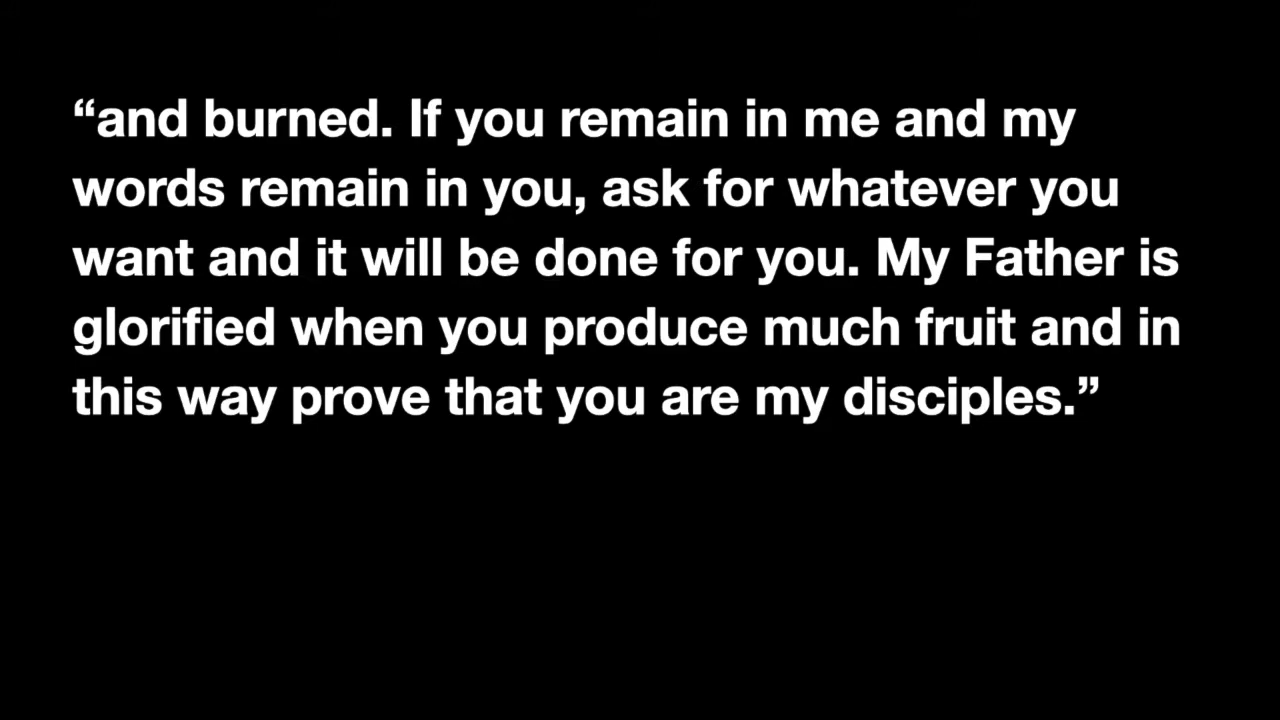 “and burned. If you remain in me and my
words remain in you, ask for whatever you
want and it will be done for you. My Father is
glorified when you produce much fruit and in
this way prove that you are my disciples.”